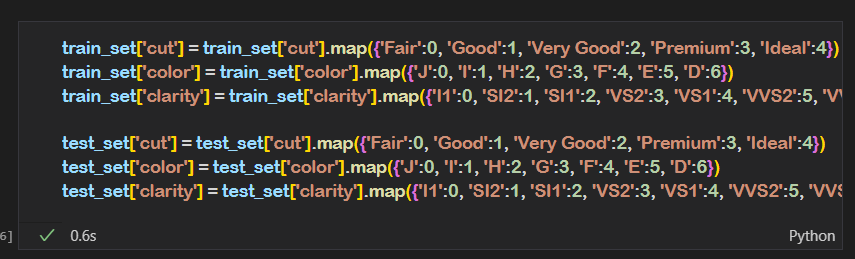 train_set['cut'] = train_set['cut'].map({'Fair':0, 'Good':1, 'Very Good':2, 'Premium':3, 'Ideal':4})
train_set['color'] = train_set['color'].map({'J':0, 'I':1, 'H':2, 'G':3, 'F':4, 'E':5, 'D':6})
train_set['clarity'] = train_set['clarity'].map({'I1':0, 'SI2':1, 'SI1':2, 'VS2':3, 'VS1':4, 'VVS2':5,
test_set['cut'] = test_set['cut'].map({'Fair':0, 'Good':1, 'Very Good':2, 'Premium':3, 'Ideal':4})
test_set['color'] = test_set['color'].map({'J':0, 'I':1, 'H':2, 'G':3, 'F':4, 'E':5, 'D':6})
test_set['clarity'] = test_set['clarity'].map({'I1':0, 'SI2':1, 'SI1':2, 'VS2':3, 'VS1':4, 'VVS2':5,
6] ✓ 0.6s Python